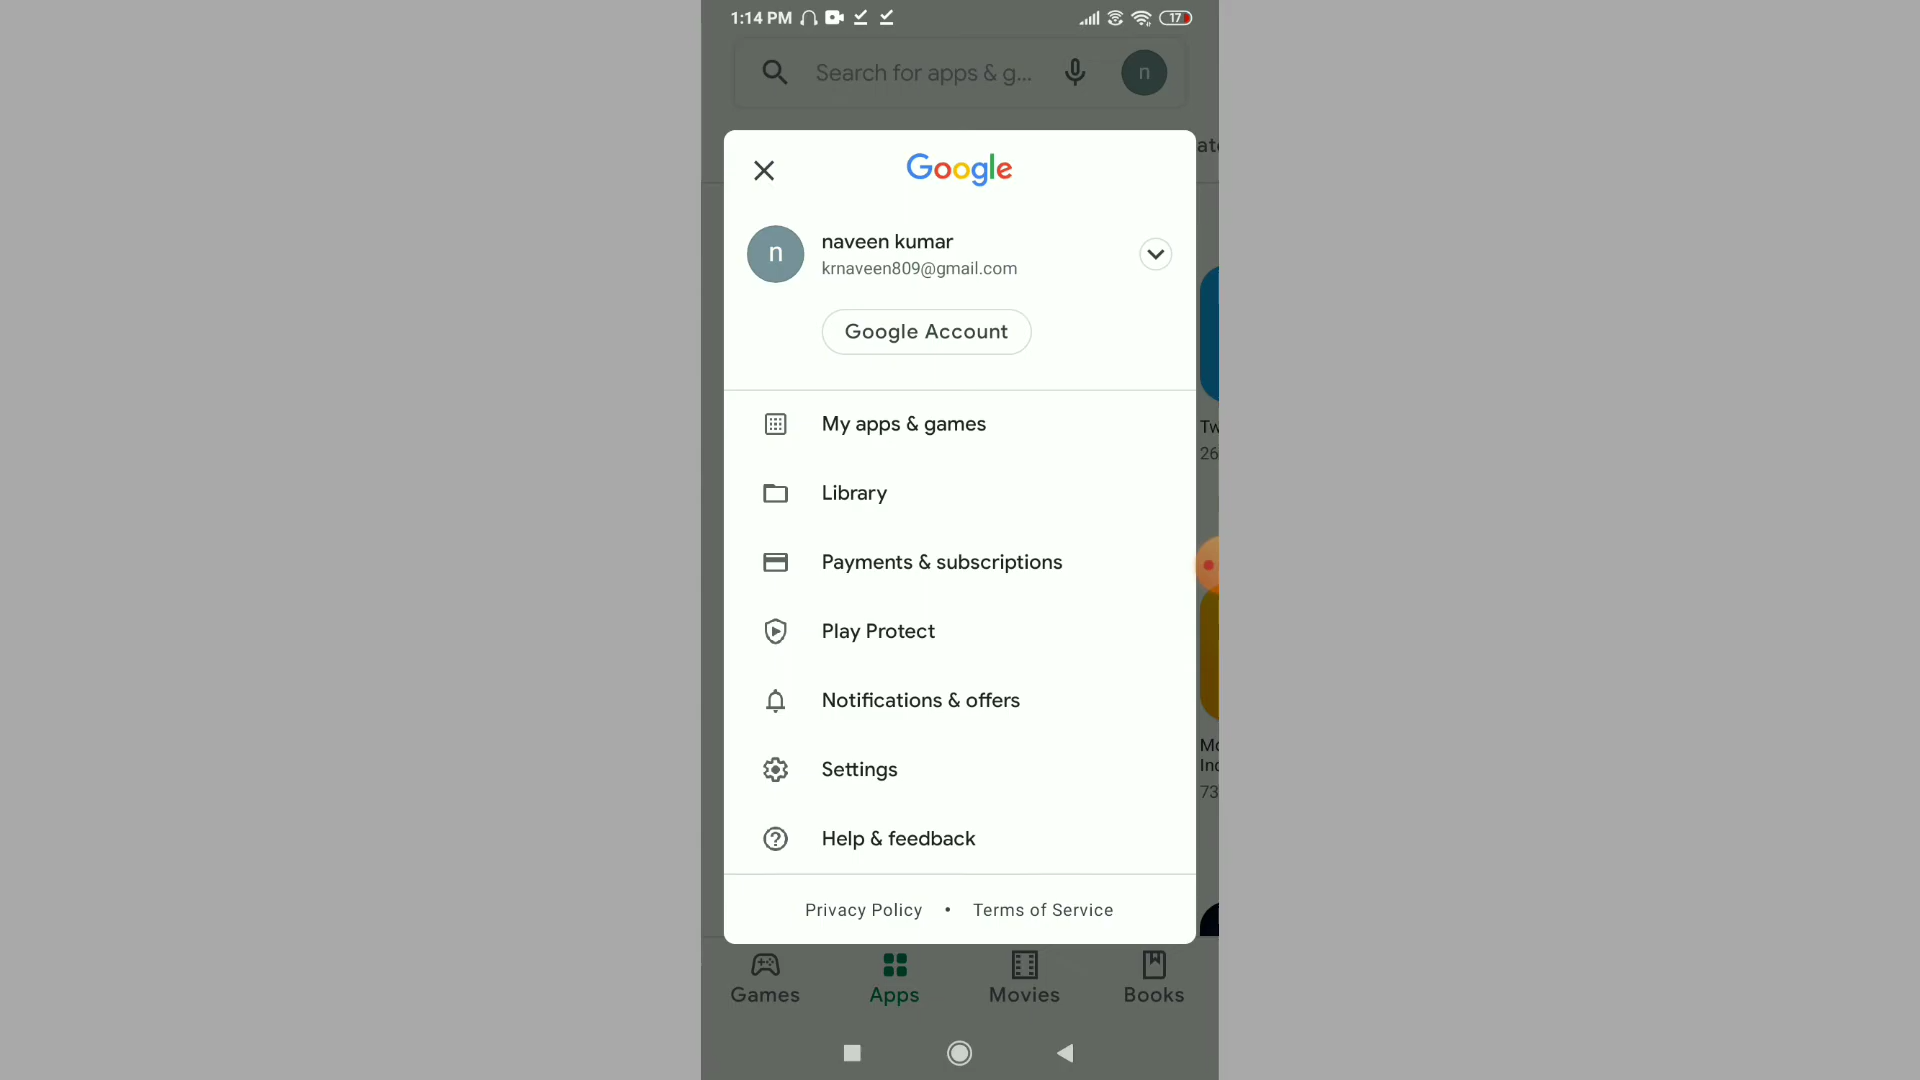 1:14 PM 17
Search for apps & g... n
Google
n naveen kumar
krnaveen809@gmail.com
Google Account
My apps & games
Library
Payments & subscriptions
Play Protect
Notifications & offers
Settings
Help & feedback
Privacy Policy • Terms of Service
Games Apps Movies Books